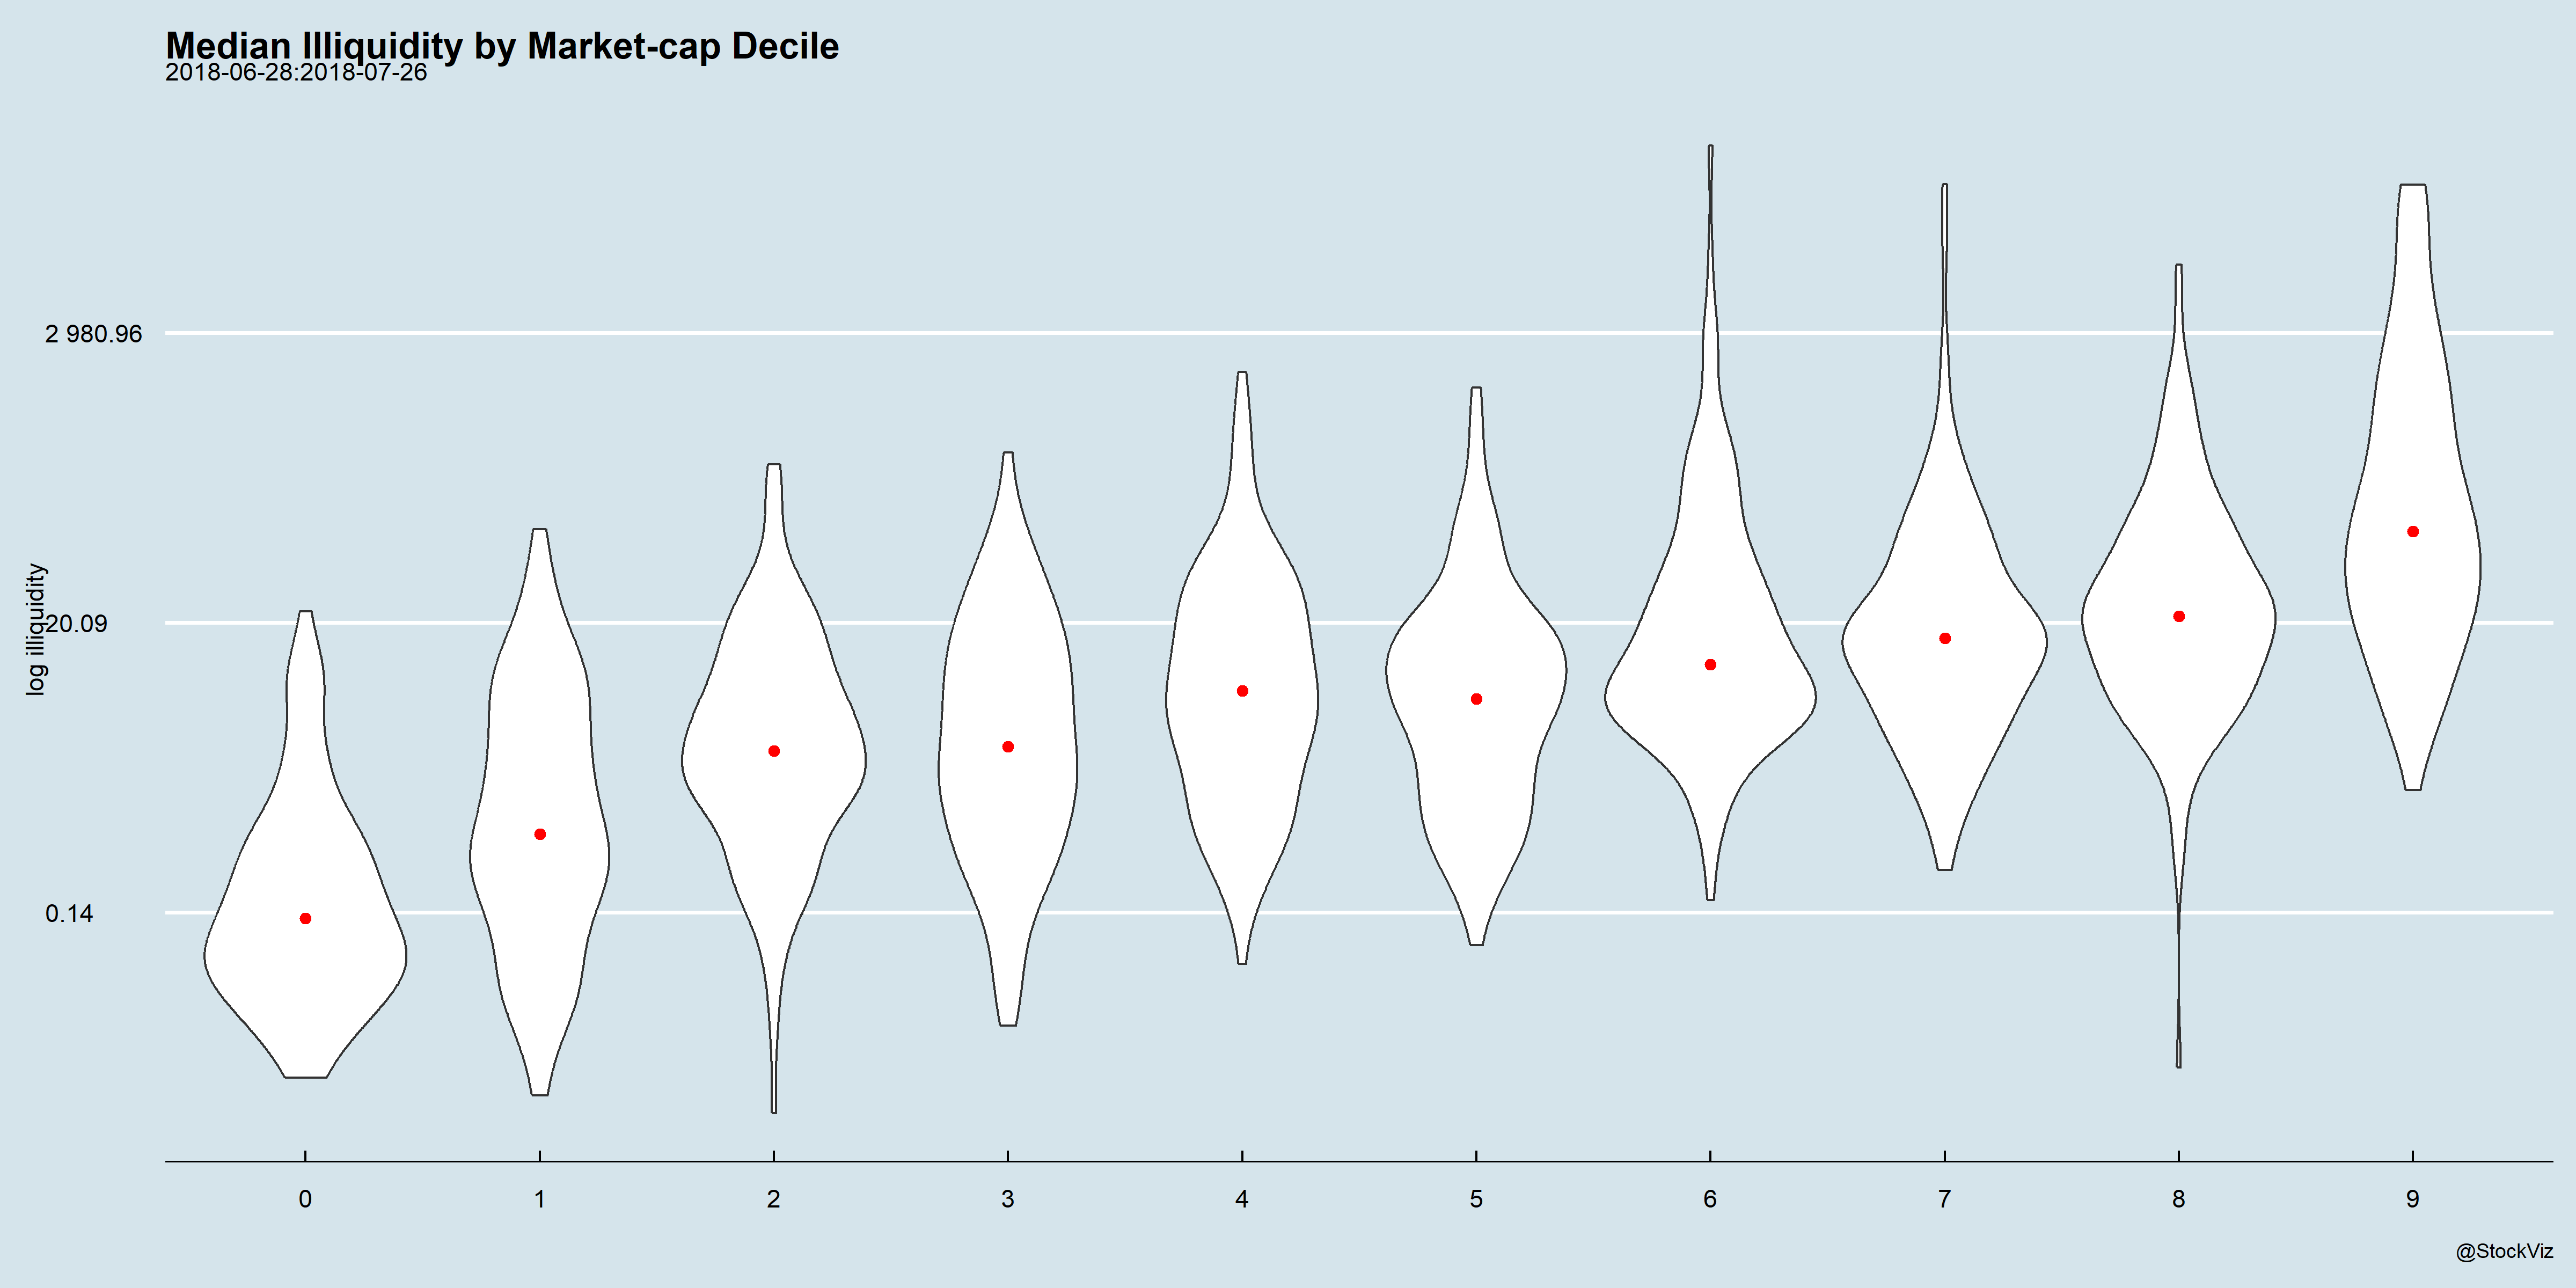 Median Illiquidity by Market-cap Decile
2018-06-28:2018-07-26
log illiquidity
2 980.96
20.09
0.14
0 1 2 3 4 5 6 7 8 9
@StockViz